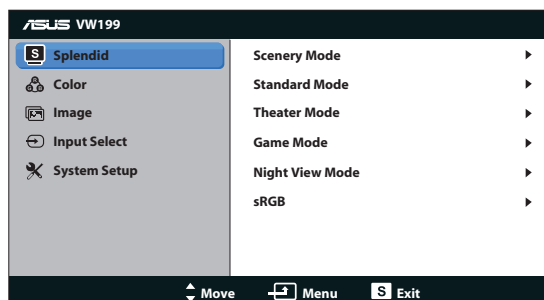 ASUS VW199
S Splendid
Color
Image
Input Select
System Setup
Scenery Mode
Standard Mode
Theater Mode
Game Mode
Night View Mode
sRGB
Move Menu S Exit